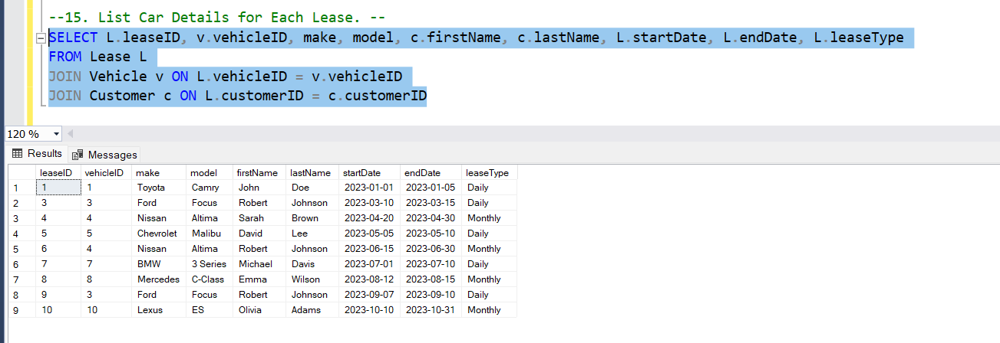 --15. List Car Details for Each Lease. --
SELECT L.leaseID, v.vehicleID, make, model, c.firstName, c.lastName, L.startDate, L.endDate, L.leaseType
FROM Lease L
JOIN Vehicle v ON L.vehicleID = v.vehicleID
JOIN Customer c ON L.customerID = c.customerID
120 %
Results Messages
leaseID vehicleID make model firstName lastName startDate endDate leaseType
1 1 1 Toyota Camry John Doe 2023-01-01 2023-01-05 Daily
2 3 3 Ford Focus Robert Johnson 2023-03-10 2023-03-15 Daily
3 4 4 Nissan Altima Sarah Brown 2023-04-20 2023-04-30 Monthly
4 5 5 Chevrolet Malibu David Lee 2023-05-05 2023-05-10 Daily
5 6 4 Nissan Altima Robert Johnson 2023-06-15 2023-06-30 Monthly
6 7 7 BMW 3 Series Michael Davis 2023-07-01 2023-07-10 Daily
7 8 8 Mercedes C-Class Emma Wilson 2023-08-12 2023-08-15 Monthly
8 9 3 Ford Focus Robert Johnson 2023-09-07 2023-09-10 Daily
9 10 10 Lexus ES Olivia Adams 2023-10-10 2023-10-31 Monthly